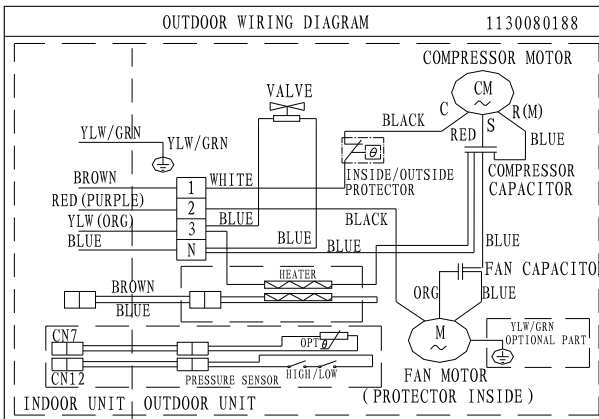 OUTDOOR WIRING DIAGRAM 1130080188
COMPRESSOR MOTOR
VALVE
CM
C
R(M)
S
BLACK
RED
BLUE
YLW/GRN
YLW/GRN
θ
INSIDE/OUTSIDE
PROTECTOR
COMPRESSOR
CAPACITOR
BROWN
1
WHITE
RED(PURPLE)
2
BLUE
BLACK
YLW(ORG)
3
BLUE
N
BLUE
BLUE
BLUE
HEATER
FAN CAPACITO
BROWN
BLUE
ORG
BLUE
M
YLW/GRN
OPTIONAL PART
CN7
OPT
θ
CN12
PRESSURE SENSOR
HIGH/LOW
FAN MOTOR
(PROTECTOR INSIDE)
INDOOR UNIT
OUTDOOR UNIT